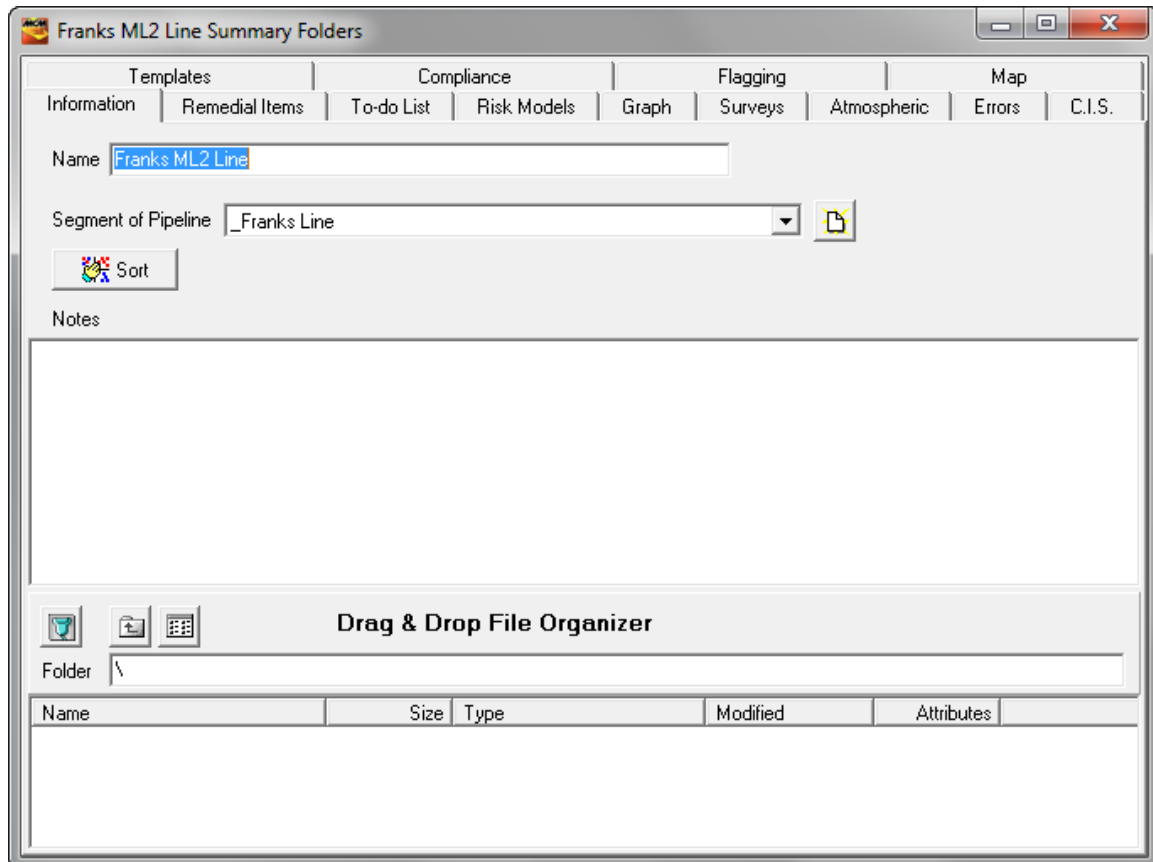 MCM
Franks ML2 Line Summary Folders
Templates Compliance Flagging Map
Information Remedial Items To-do List Risk Models Graph Surveys Atmospheric Errors C.I.S.
Name Franks ML2 Line
Segment of Pipeline _Franks Line
Sort
Notes
Drag & Drop File Organizer
Folder \
Name Size Type Modified Attributes